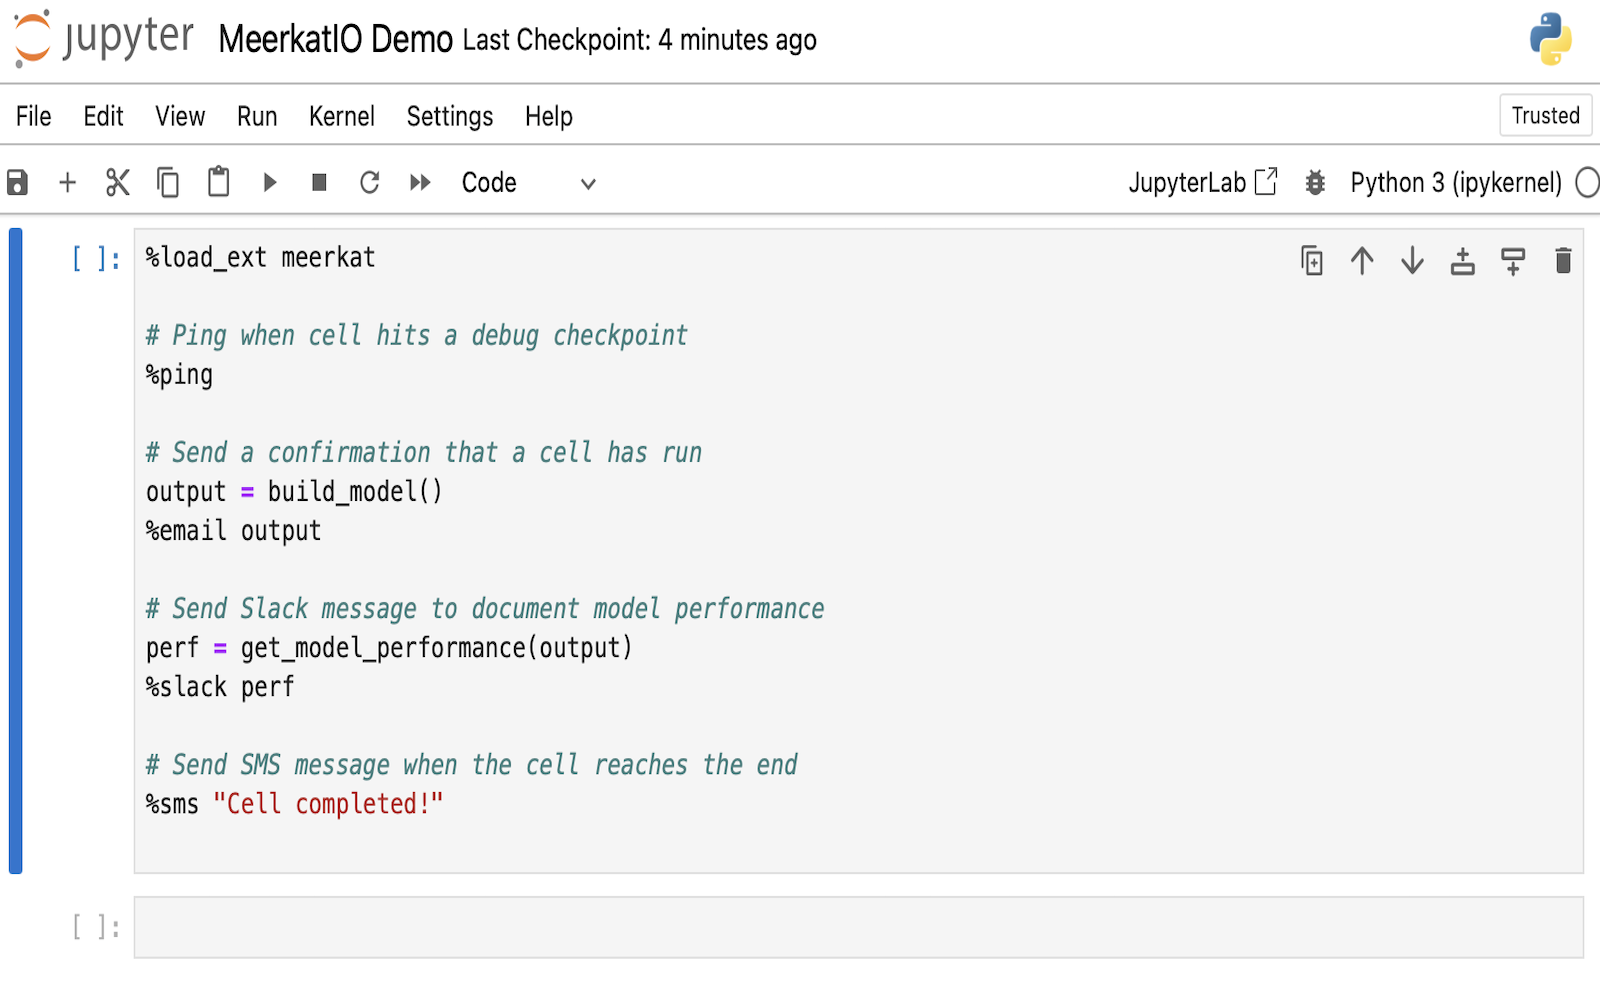 jupyter MeerkatIO Demo Last Checkpoint: 4 minutes ago
File Edit View Run Kernel Settings Help Trusted
Code JupyterLab Python 3 (ipykernel)
[ ]: %load_ext meerkat
# Ping when cell hits a debug checkpoint
%ping
# Send a confirmation that a cell has run
output = build_model()
%email output
# Send Slack message to document model performance
perf = get_model_performance(output)
%slack perf
# Send SMS message when the cell reaches the end
%sms "Cell completed!"
[ ]: